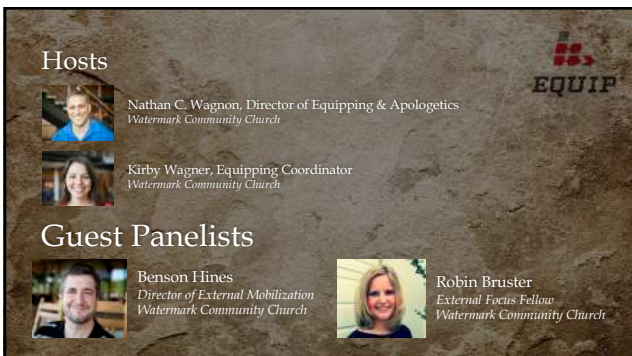 Hosts
EQUIP
Nathan C. Wagnon, Director of Equipping & Apologetics
Watermark Community Church
Kirby Wagner, Equipping Coordinator
Watermark Community Church
Guest Panelists
Benson Hines
Director of External Mobilization
Watermark Community Church
Robin Bruster
External Focus Fellow
Watermark Community Church